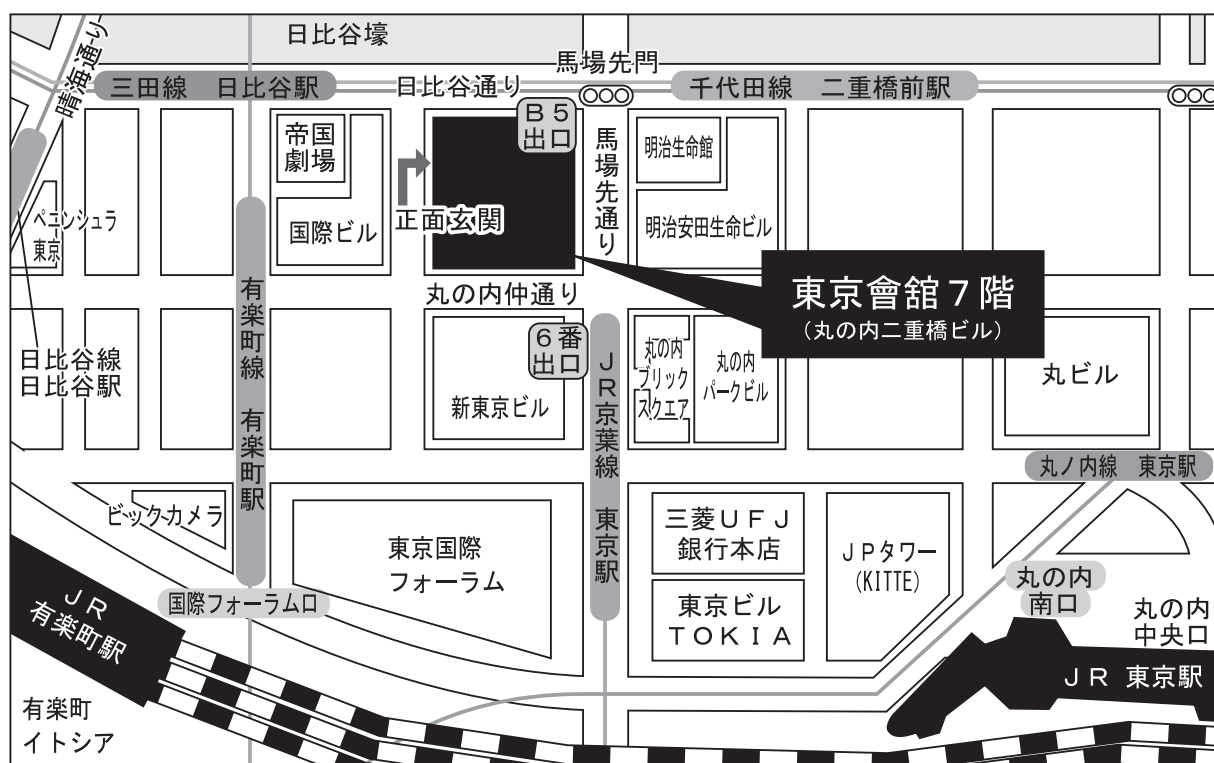 日比谷壕
晴海通り
馬場先門
三田線 日比谷駅
日比谷通り
千代田線 二重橋前駅
B5
出口
帝国
劇場
馬場先通り
明治生命館
ペニンシュラ
東京
国際ビル
正面玄関
明治安田生命ビル
東京會舘7階
(丸の内二重橋ビル)
丸の内仲通り
有楽町線 有楽町駅
6番
出口
JR京葉線 東京駅
丸の内
ブリック
スクエア
丸の内
パークビル
丸ビル
日比谷線
日比谷駅
新東京ビル
丸ノ内線 東京駅
ビックカメラ
東京国際
フォーラム
三菱UFJ
銀行本店
JPタワー
(KITTE)
東京ビル
TOKIA
国際フォーラム口
丸の内
南口
丸の内
中央口
JR
有楽町駅
JR 東京駅
有楽町
イトシア